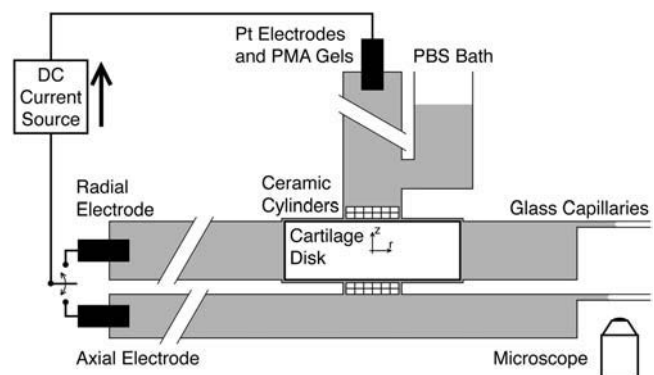 Pt Electrodes
and PMA Gels
PBS Bath
DC
Current
Source
Radial
Electrode
Ceramic
Cylinders
Glass Capillaries
Cartilage
Disk
z
r
Axial Electrode
Microscope